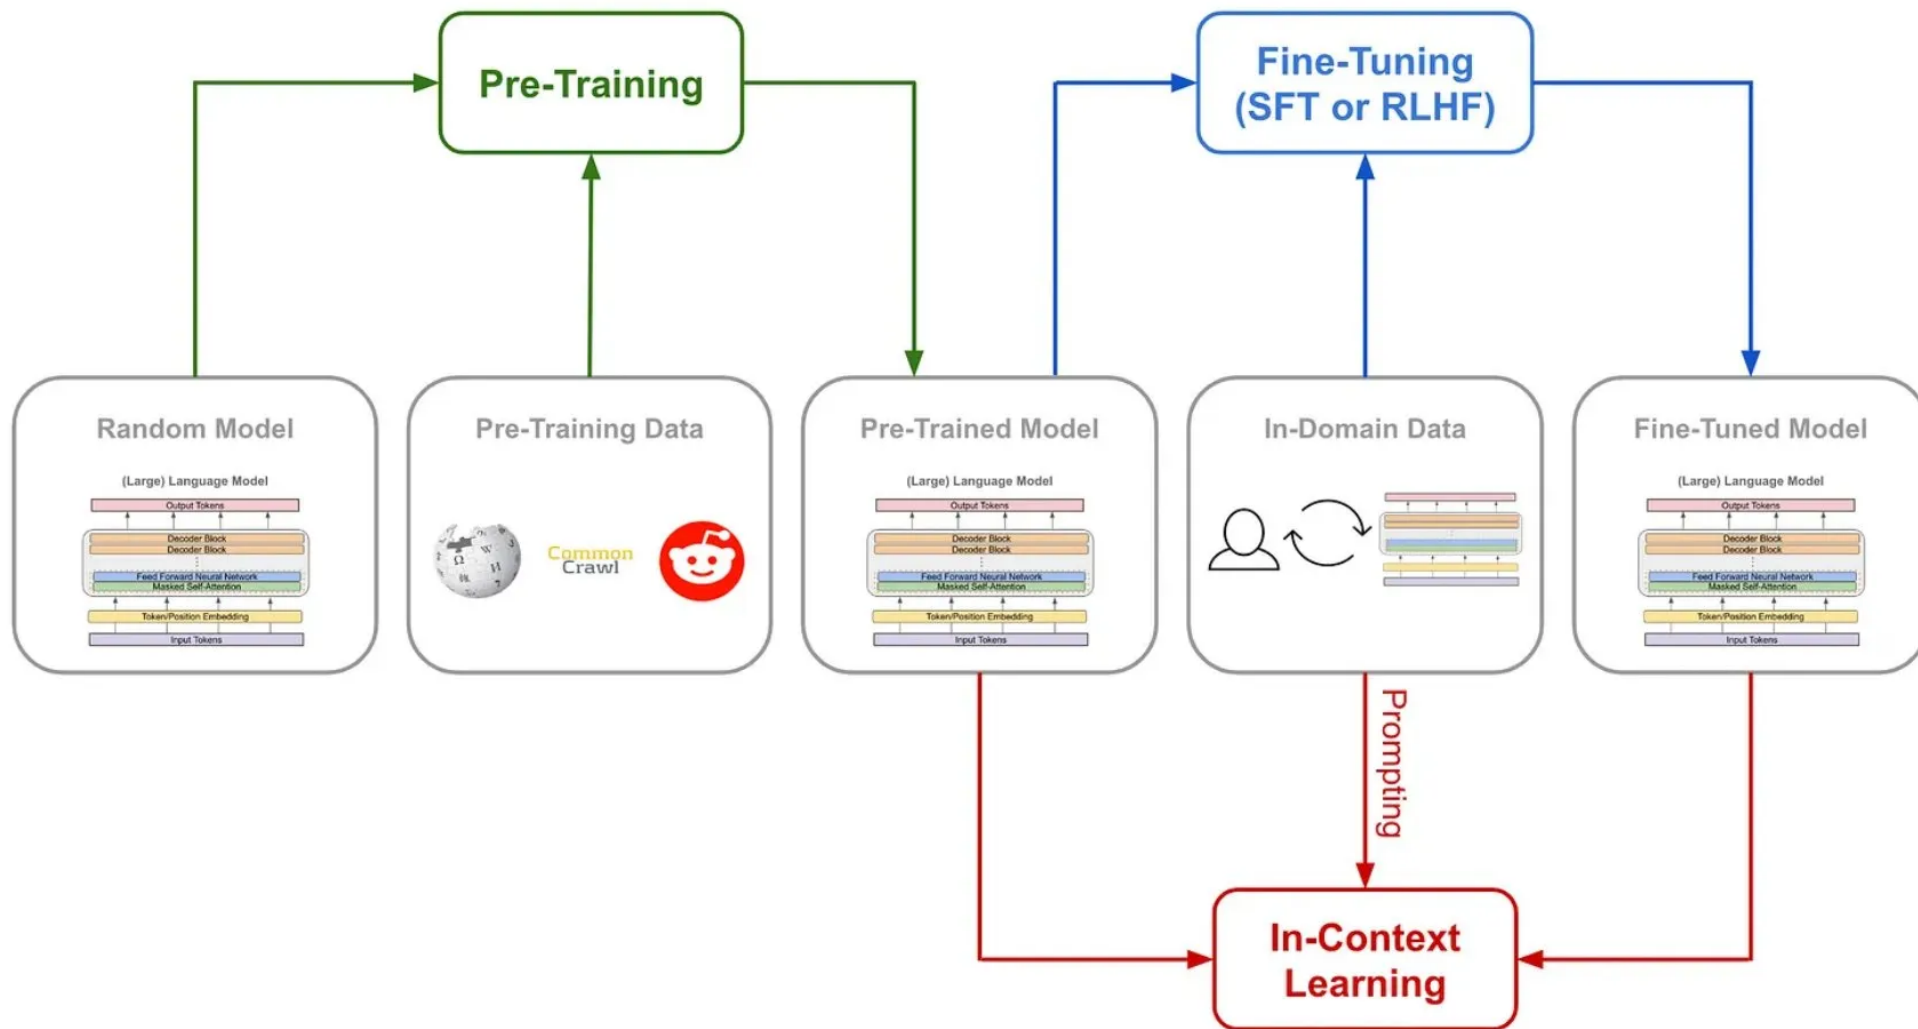 Pre-Training
Fine-Tuning
(SFT or RLHF)
Random Model
(Large) Language Model
Output Tokens
Decoder Block
Decoder Block
Feed Forward Neural Network
Masked Self-Attention
Token/Position Embedding
Input Tokens
Pre-Training Data
Common
Crawl
Pre-Trained Model
(Large) Language Model
Output Tokens
Decoder Block
Decoder Block
Feed Forward Neural Network
Masked Self-Attention
Token/Position Embedding
Input Tokens
In-Domain Data
Fine-Tuned Model
(Large) Language Model
Output Tokens
Decoder Block
Decoder Block
Feed Forward Neural Network
Masked Self-Attention
Token/Position Embedding
Input Tokens
Prompting
In-Context
Learning